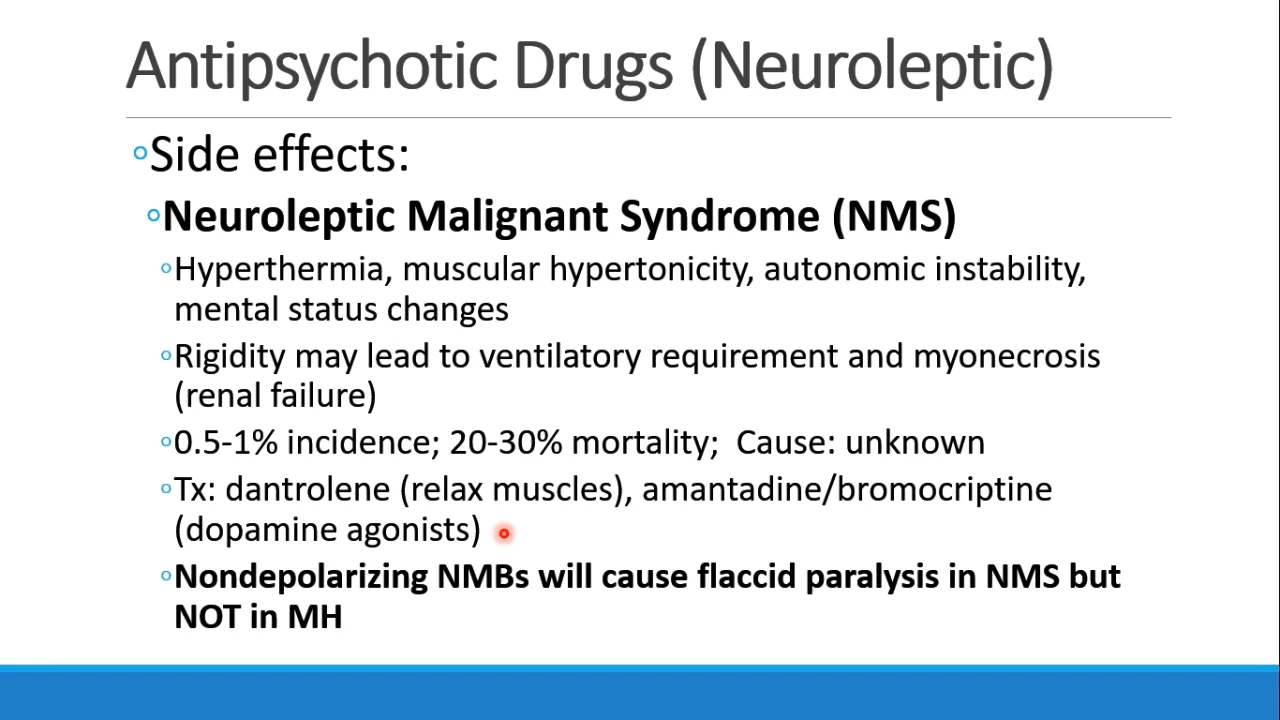 Antipsychotic Drugs (Neuroleptic)
◦Side effects:
◦Neuroleptic Malignant Syndrome (NMS)
◦Hyperthermia, muscular hypertonicity, autonomic instability,
mental status changes
◦Rigidity may lead to ventilatory requirement and myonecrosis
(renal failure)
◦0.5-1% incidence; 20-30% mortality;  Cause: unknown
◦Tx: dantrolene (relax muscles), amantadine/bromocriptine
(dopamine agonists)
◦Nondepolarizing NMBs will cause flaccid paralysis in NMS but
NOT in MH